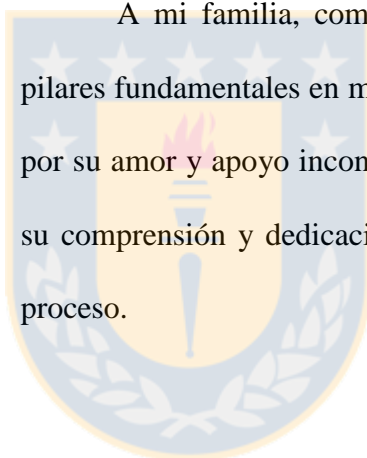 A mi familia, com
pilares fundamentales en m
por su amor y apoyo incon
su comprensión y dedicaci
proceso.